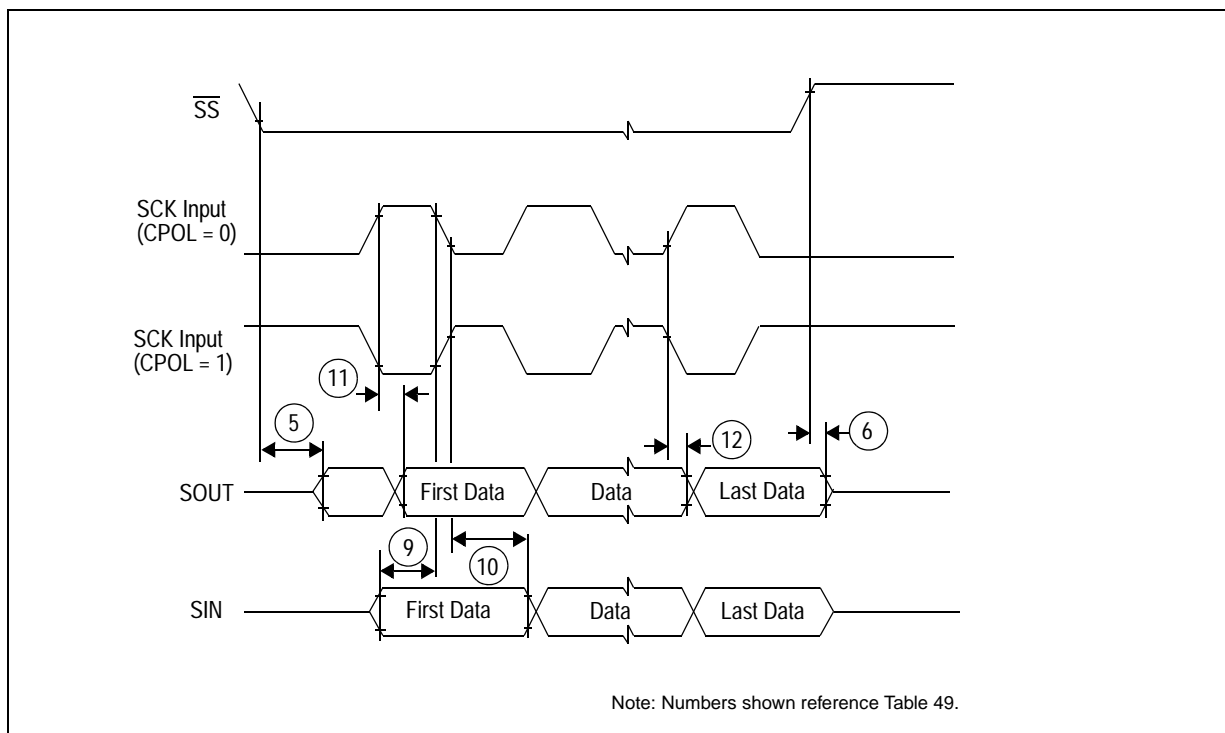 SS
SCK Input
(CPOL = 0)
SCK Input
(CPOL = 1)
11
5
12
6
SOUT
First Data
Data
Last Data
9
10
SIN
First Data
Data
Last Data
Note: Numbers shown reference Table 49.